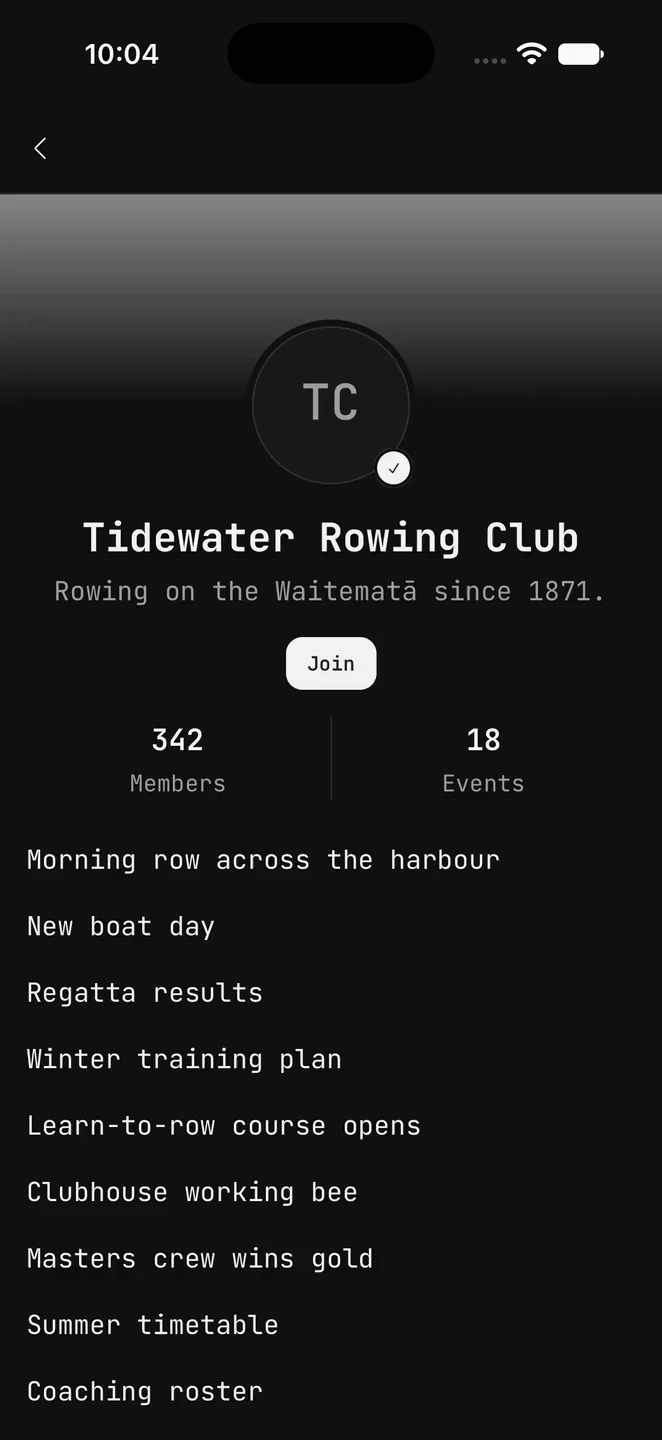 10:04
TC
Tidewater Rowing Club
Rowing on the Waitematā since 1871.
Join
342
Members
18
Events
Morning row across the harbour
New boat day
Regatta results
Winter training plan
Learn-to-row course opens
Clubhouse working bee
Masters crew wins gold
Summer timetable
Coaching roster